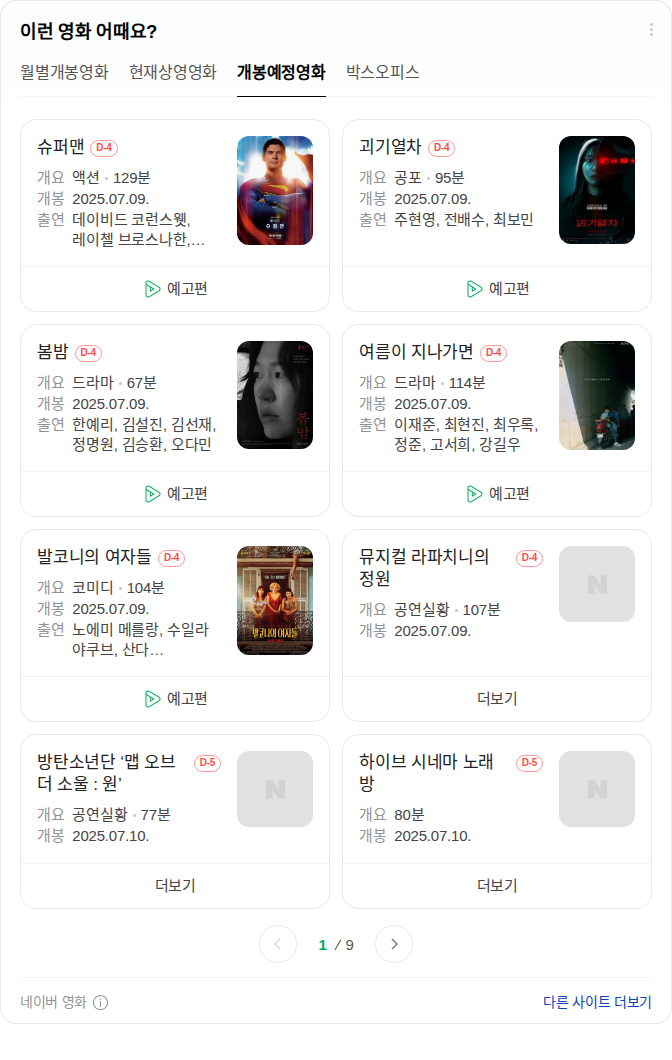 이런 영화 어때요?
월별개봉영화 현재상영영화 개봉예정영화 박스오피스
슈퍼맨 D-4
개요 액션 · 129분
개봉 2025.07.09.
출연 데이비드 코런스웻,
레이첼 브로스나한,...
슈퍼맨
예고편
괴기열차 D-4
개요 공포 · 95분
개봉 2025.07.09.
출연 주현영, 전배수, 최보민
괴기열차
예고편
봄밤 D-4
개요 드라마 · 67분
개봉 2025.07.09.
출연 한예리, 김설진, 김선재,
정명원, 김승환, 오다민
봄밤
예고편
여름이 지나가면 D-4
개요 드라마 · 114분
개봉 2025.07.09.
출연 이재준, 최현진, 최우록,
정준, 고서희, 강길우
예고편
발코니의 여자들 D-4
개요 코미디 · 104분
개봉 2025.07.09.
출연 노에미 메를랑, 수일라
야쿠브, 산다...
발코니의 여자들
예고편
뮤지컬 라파치니의 D-4
정원
개요 공연실황 · 107분
개봉 2025.07.09.
N
더보기
방탄소년단 ‘맵 오브 D-5
더 소울 : 원’
개요 공연실황 · 77분
개봉 2025.07.10.
N
더보기
하이브 시네마 노래 D-5
방
개요 80분
개봉 2025.07.10.
N
더보기
1 / 9
네이버 영화
다른 사이트 더보기